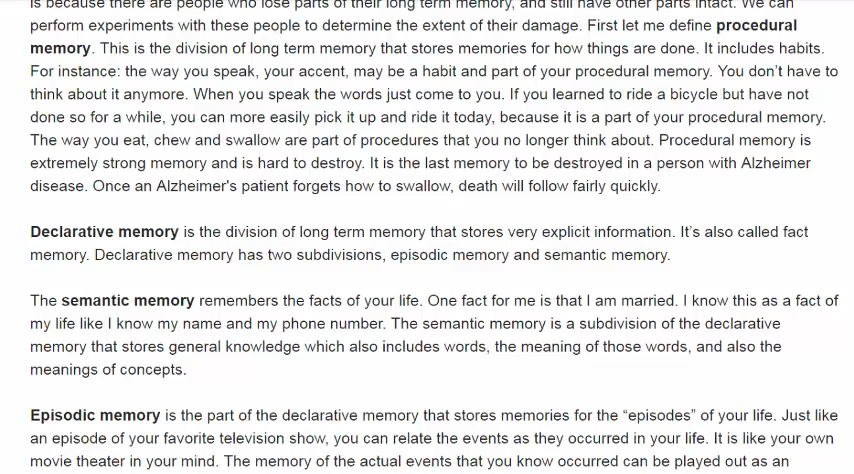 is because there are people who lose parts of their long term memory, and still have other parts intact. We can
perform experiments with these people to determine the extent of their damage. First let me define procedural
memory. This is the division of long term memory that stores memories for how things are done. It includes habits.
For instance: the way you speak, your accent, may be a habit and part of your procedural memory. You don’t have to
think about it anymore. When you speak the words just come to you. If you learned to ride a bicycle but have not
done so for a while, you can more easily pick it up and ride it today, because it is a part of your procedural memory.
The way you eat, chew and swallow are part of procedures that you no longer think about. Procedural memory is
extremely strong memory and is hard to destroy. It is the last memory to be destroyed in a person with Alzheimer
disease. Once an Alzheimer's patient forgets how to swallow, death will follow fairly quickly.
Declarative memory is the division of long term memory that stores very explicit information. It’s also called fact
memory. Declarative memory has two subdivisions, episodic memory and semantic memory.
The semantic memory remembers the facts of your life. One fact for me is that I am married. I know this as a fact of
my life like I know my name and my phone number. The semantic memory is a subdivision of the declarative
memory that stores general knowledge which also includes words, the meaning of those words, and also the
meanings of concepts.
Episodic memory is the part of the declarative memory that stores memories for the “episodes” of your life. Just like
an episode of your favorite television show, you can relate the events as they occurred in your life. It is like your own
movie theater in your mind. The memory of the actual events that you know occurred can be played out as an